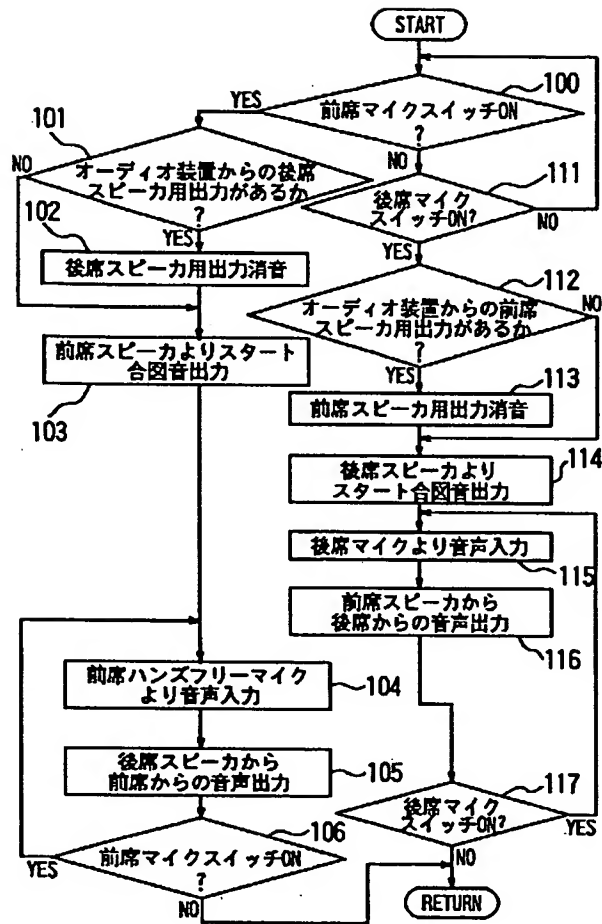 START
100
YES
前席マイクスイッチON
?
101
NO
111
NO
オーディオ装置からの後席
スピーカ用出力があるか
?
後席マイク
スイッチON?
NO
102
YES
YES
112
後席スピーカ用出力消音
オーディオ装置からの前席
スピーカ用出力があるか
?
NO
前席スピーカよりスタート
合図音出力
103
YES
113
前席スピーカ用出力消音
後席スピーカより
スタート合図音出力
114
後席マイクより音声入力
115
前席スピーカから
後席からの音声出力
116
前席ハンズフリーマイク
より音声入力
104
後席スピーカから
前席からの音声出力
105
117
後席マイク
スイッチON?
YES
106
前席マイクスイッチON
?
YES
NO
NO
RETURN